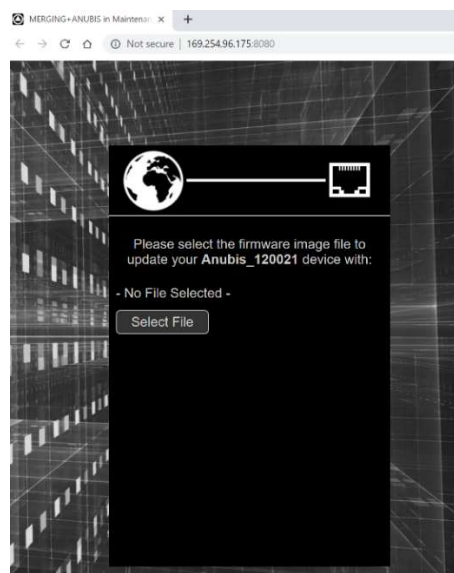 MERGING+ANUBIS in Maintenan
Not secure | 169.254.96.175:8080
Please select the firmware image file to
update your Anubis_120021 device with:
- No File Selected -
Select File